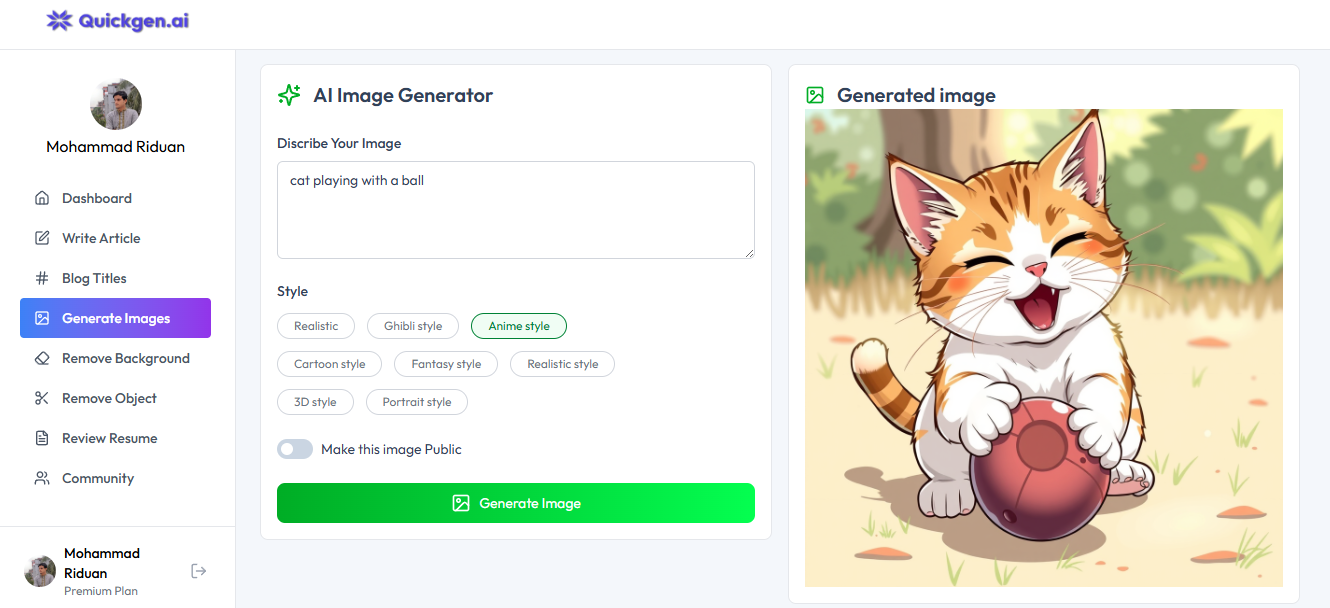 Quickgen.ai
Mohammad Riduan
Dashboard
Write Article
Blog Titles
Generate Images
Remove Background
Remove Object
Review Resume
Community
Mohammad
Riduan
Premium Plan
AI Image Generator
Discribe Your Image
cat playing with a ball
Style
Realistic
Ghibli style
Anime style
Cartoon style
Fantasy style
Realistic style
3D style
Portrait style
Make this image Public
Generate Image
Generated image